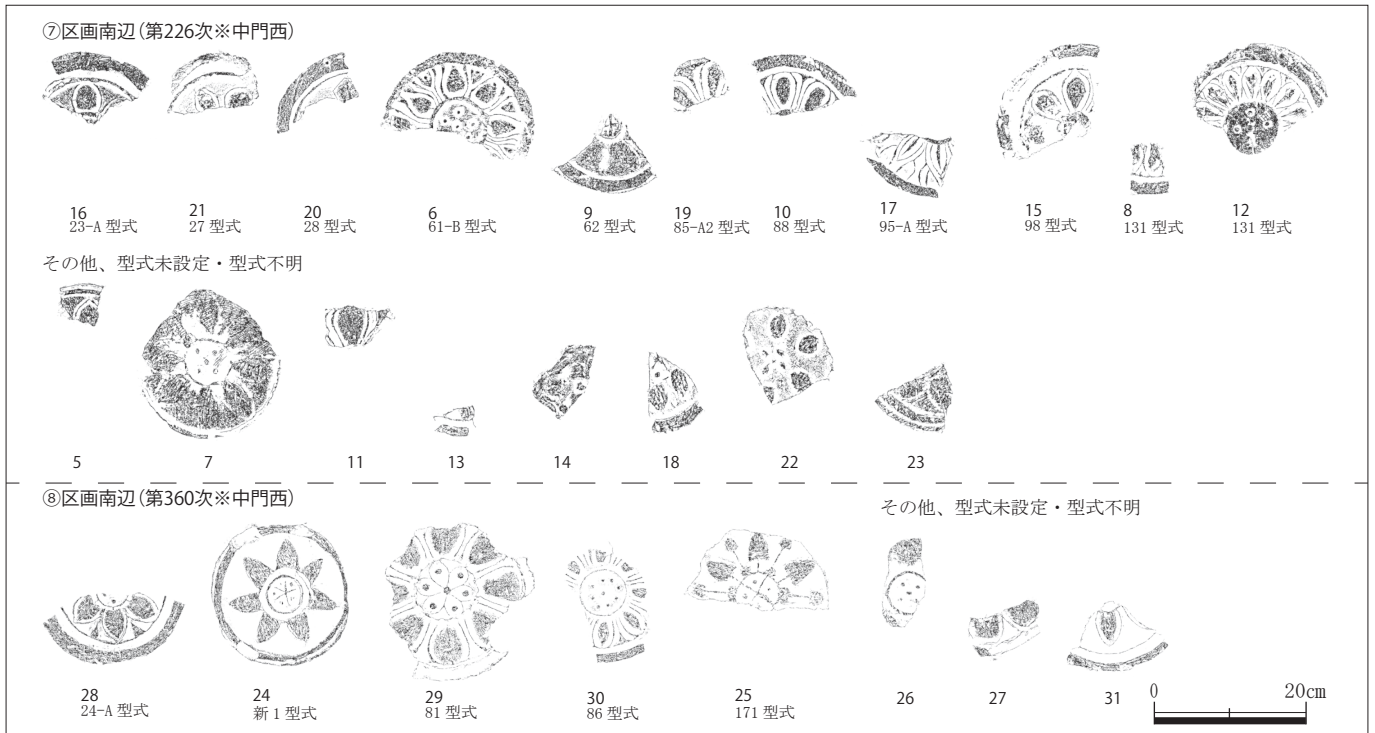 ⑦区画南辺（第226次※中門西）
16 21 20 6 9 19 10 17 15 8 12
23-A 型式 27 型式 28 型式 61-B 型式 62 型式 85-A2 型式 88 型式 95-A 型式 98 型式 131 型式 131 型式
その他、型式未設定・型式不明
5 7 11 13 14 18 22 23
⑧区画南辺（第360次※中門西）
その他、型式未設定・型式不明
28 24 29 30 25 26 27 31
24-A 型式 新 1 型式 81 型式 86 型式 171 型式
0 20cm